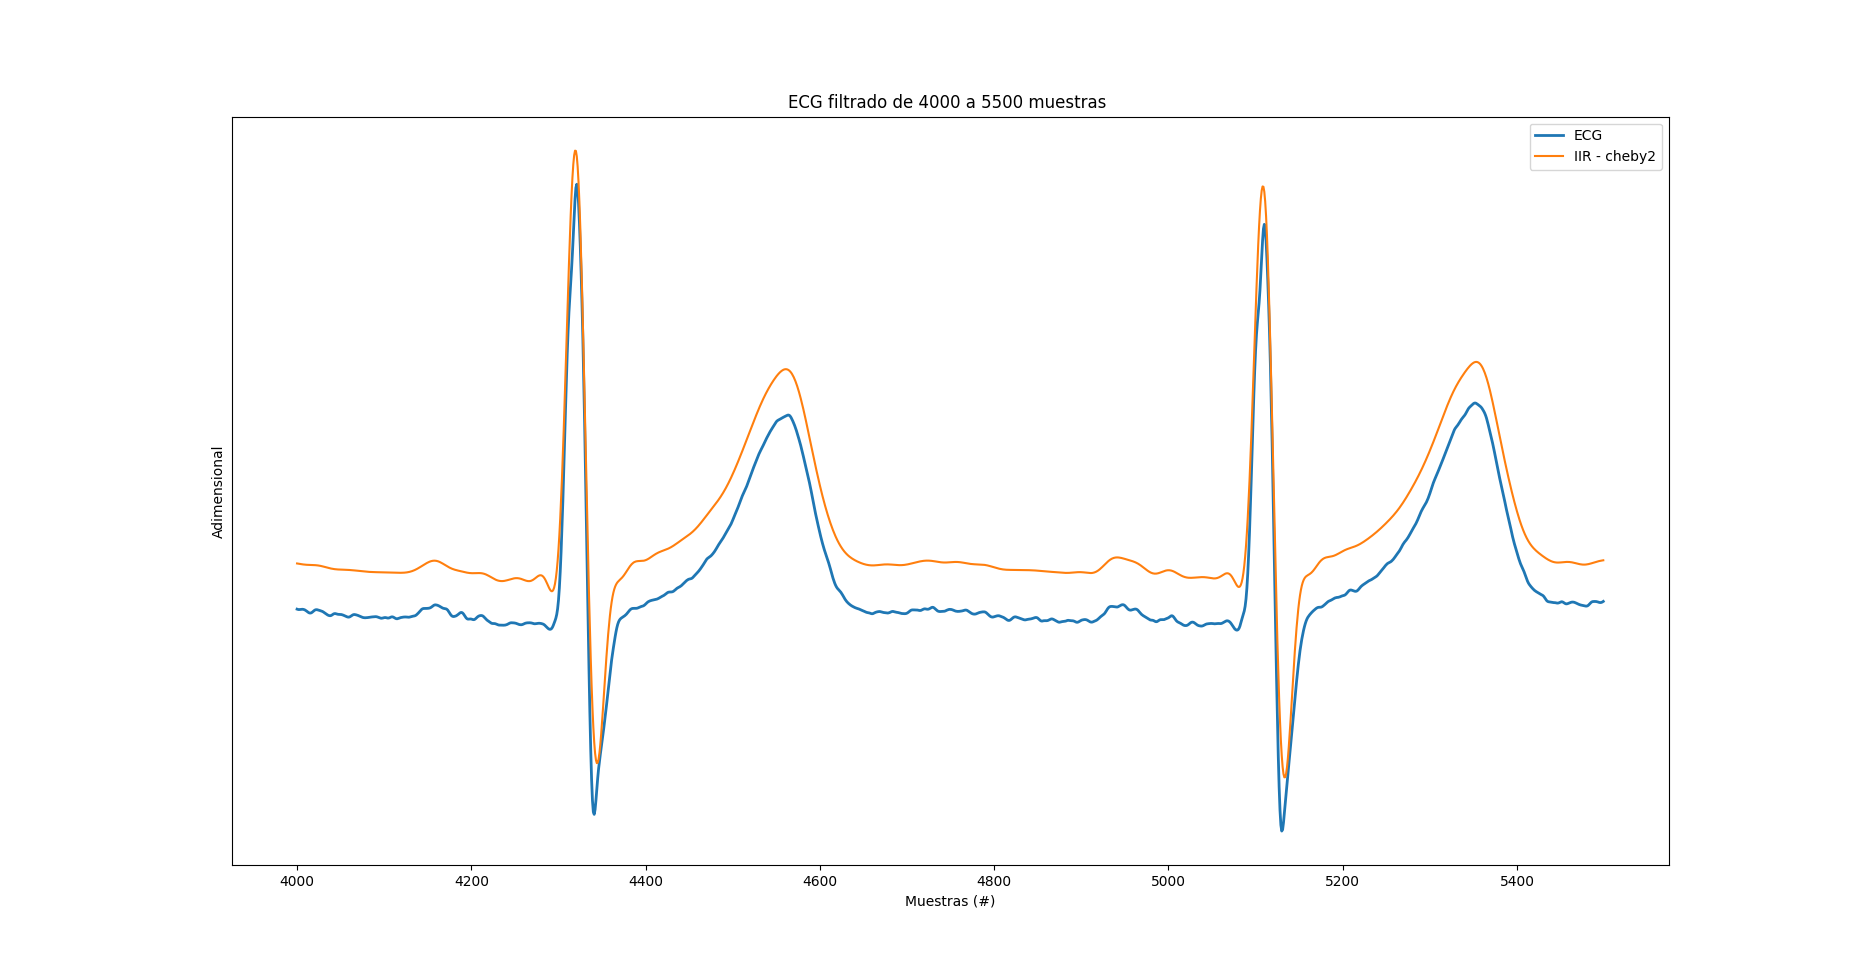 ECG filtrado de 4000 a 5500 muestras
ECG
IIR - cheby2
Adimensional
4000 4200 4400 4600 4800 5000 5200 5400
Muestras (#)